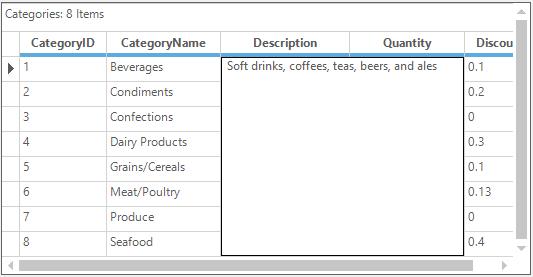 Categories: 8 Items
CategoryID CategoryName Description Quantity Discou
1 Beverages Soft drinks, coffees, teas, beers, and ales 0.1
2 Condiments 0.2
3 Confections 0
4 Dairy Products 0.3
5 Grains/Cereals 0.1
6 Meat/Poultry 0.13
7 Produce 0
8 Seafood 0.4